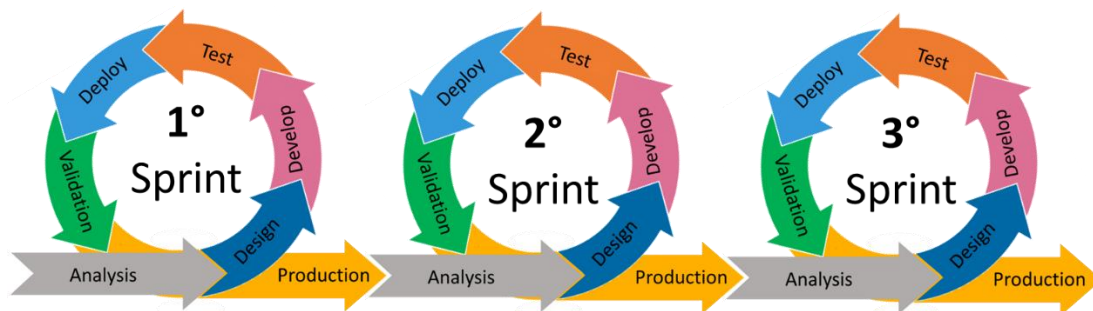 Test
Deploy
1°
Develop
Sprint
Validation
Design
Analysis
Production
Test
Deploy
2°
Develop
Sprint
Validation
Design
Analysis
Production
Test
Deploy
3°
Develop
Sprint
Validation
Design
Analysis
Production